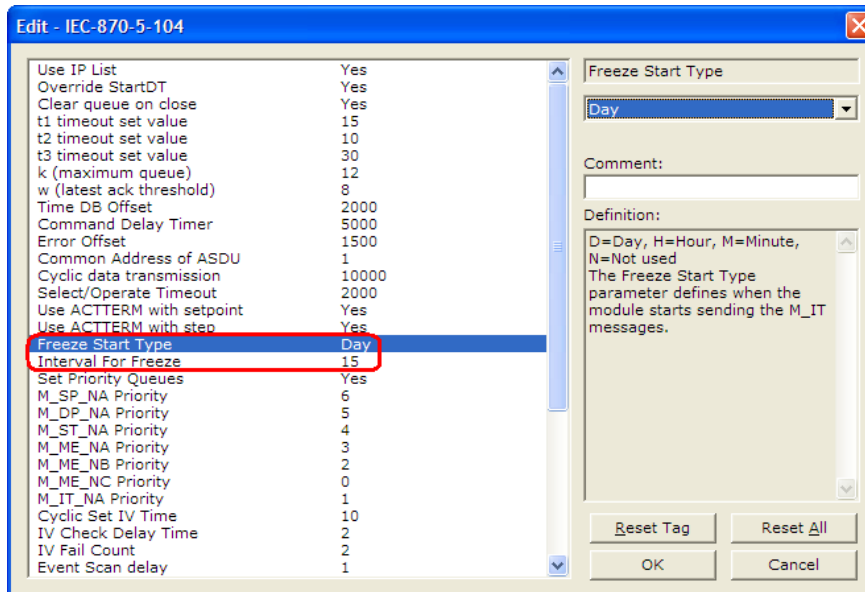 Edit - IEC-870-5-104
Use IP List Yes
Override StartDT Yes
Clear queue on close Yes
t1 timeout set value 15
t2 timeout set value 10
t3 timeout set value 30
k (maximum queue) 12
w (latest ack threshold) 8
Time DB Offset 2000
Command Delay Timer 5000
Error Offset 1500
Common Address of ASDU 1
Cyclic data transmission 10000
Select/Operate Timeout 2000
Use ACTTERM with setpoint Yes
Use ACTTERM with step Yes
Freeze Start Type Day
Interval For Freeze 15
Set Priority Queues Yes
M_SP_NA Priority 6
M_DP_NA Priority 5
M_ST_NA Priority 4
M_ME_NA Priority 3
M_ME_NB Priority 2
M_ME_NC Priority 0
M_IT_NA Priority 1
Cyclic Set IV Time 10
IV Check Delay Time 2
IV Fail Count 2
Event Scan delay 1
Freeze Start Type
Day
Comment:
Definition:
D=Day, H=Hour, M=Minute,
N=Not used
The Freeze Start Type
parameter defines when the
module starts sending the M_IT
messages.
Reset Tag Reset All
OK Cancel